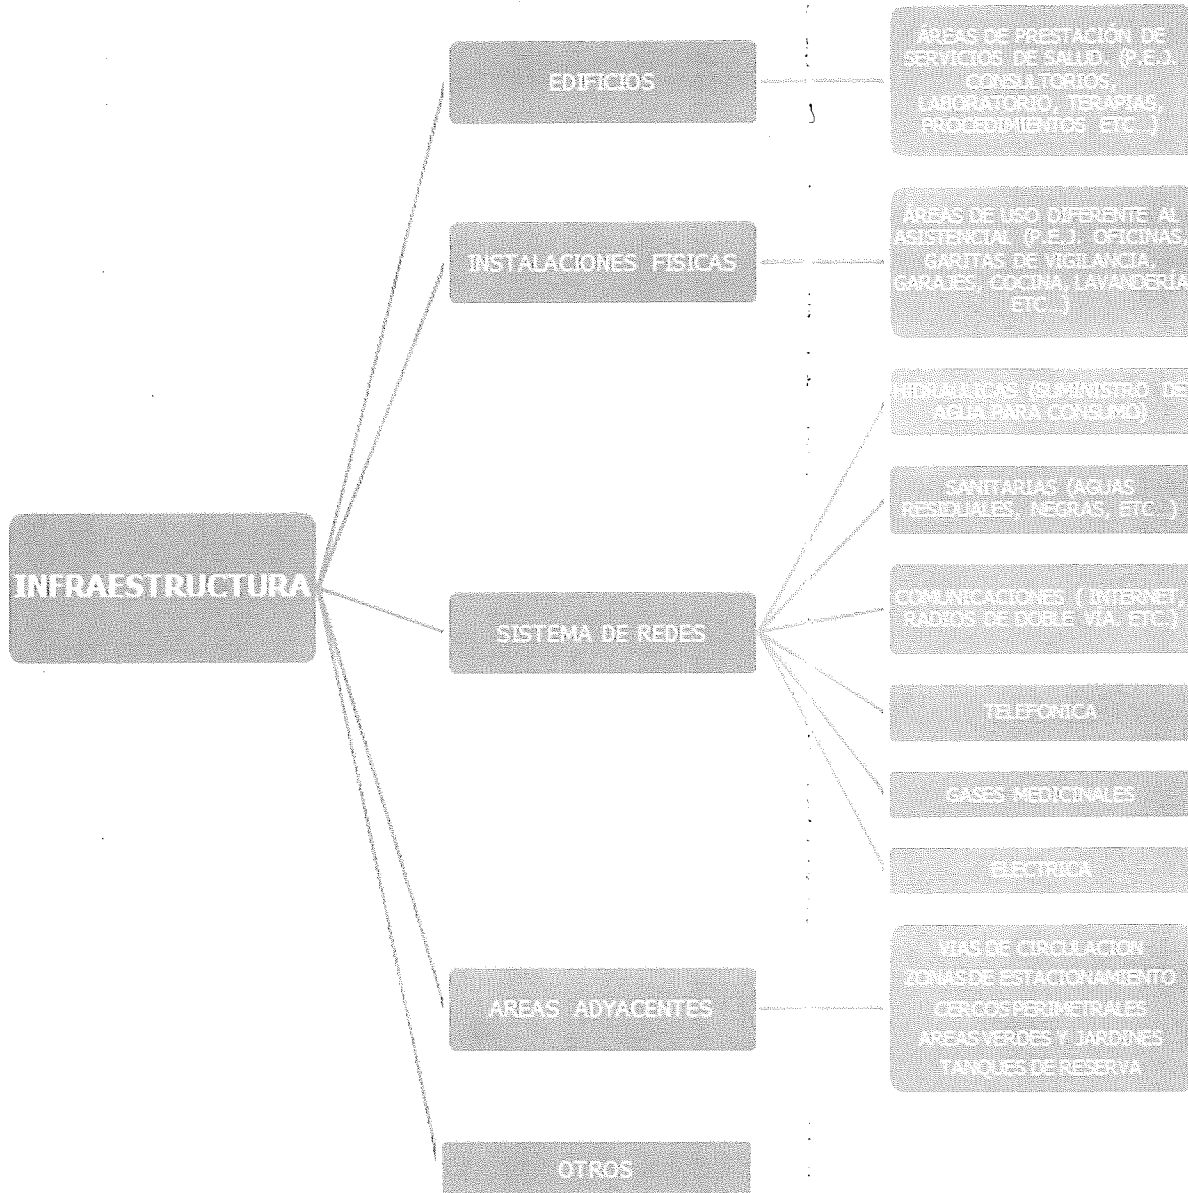 INFRAESTRUCTURA
EDIFICIOS
ÁREAS DE PRESTACIÓN DE
SERVICIOS DE SALUD. (P.E.J.
CONSULTORIOS,
LABORATORIO, TERAPIAS,
PROCEDIMIENTOS ETC...)
INSTALACIONES FISICAS
ÁREAS DE USO DIFERENTE AL
ASISTENCIAL (P.E.J. OFICINAS,
GARITAS DE VIGILANCIA,
GARAJES, COCINA, LAVANDERÍA
ETC...)
SISTEMA DE REDES
HIDRAULICAS (SUMINISTRO DE
AGUA PARA CONSUMO)
SANITARIAS (AGUAS
RESIDUALES, NEGRAS, ETC...)
COMUNICACIONES ( INTERNET,
RADIOS DE DOBLE VIA ETC.)
TELEFONICA
GASES MEDICINALES
ELECTRICA
AREAS ADYACENTES
VIAS DE CIRCULACION
ZONAS DE ESTACIONAMIENTO
CERCOS PERIMETRALES
AREAS VERDES Y JARDINES
TANQUES DE RESERVA
OTROS